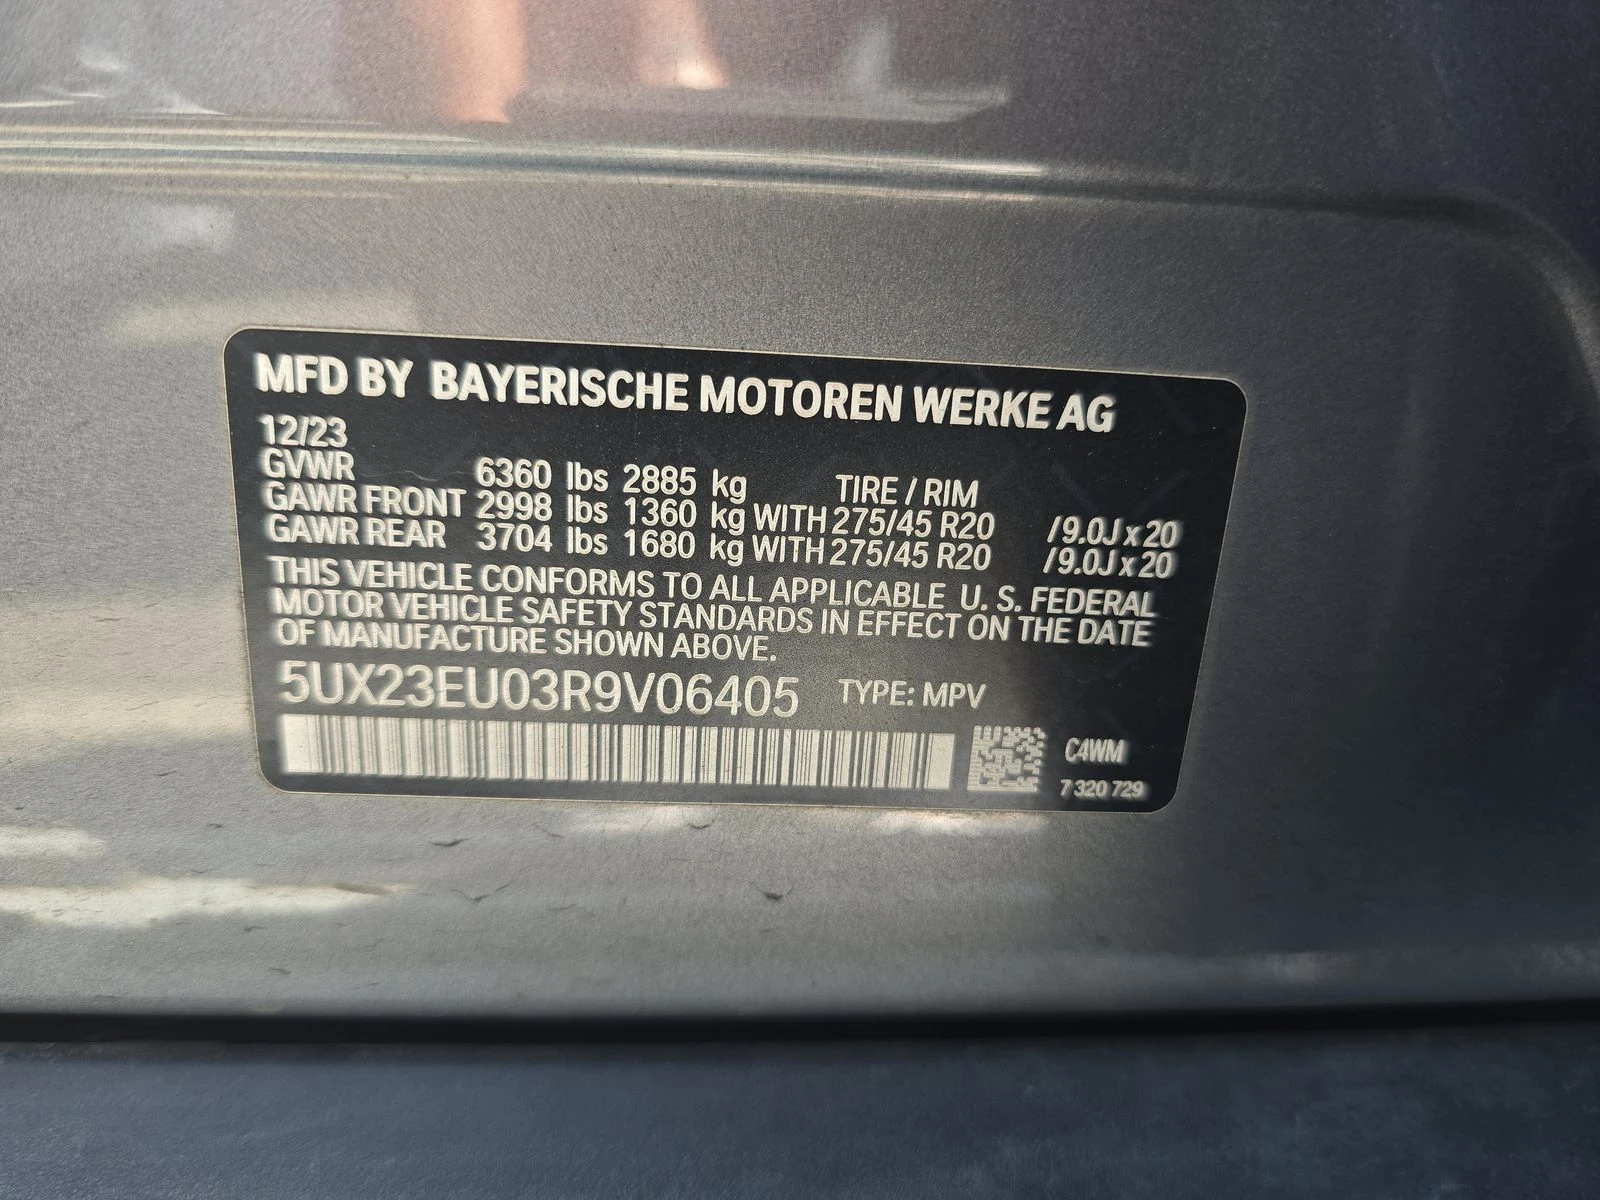 MFD BY BAYERISCHE MOTOREN WERKE AG
12/23
GVWR 6360 lbs 2885 kg TIRE / RIM
GAWR FRONT 2998 lbs 1360 kg WITH 275/45 R20 /9.0J x 20
GAWR REAR 3704 lbs 1680 kg WITH 275/45 R20 /9.0J x 20
THIS VEHICLE CONFORMS TO ALL APPLICABLE U. S. FEDERAL
MOTOR VEHICLE SAFETY STANDARDS IN EFFECT ON THE DATE
OF MANUFACTURE SHOWN ABOVE.
5UX23EU03R9V06405 TYPE: MPV
C4WM
7 320 729